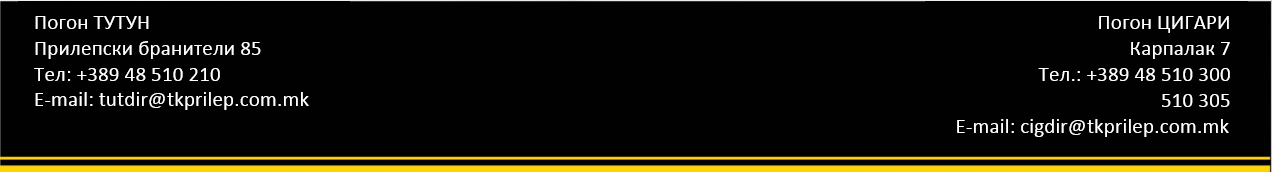 Погон ТУТУН
Прилепски бранители 85
Тел: +389 48 510 210
E-mail: tutdir@tkprilep.com.mk
Погон ЦИГАРИ
Карпалак 7
Тел.: +389 48 510 300
510 305
E-mail: cigdir@tkprilep.com.mk